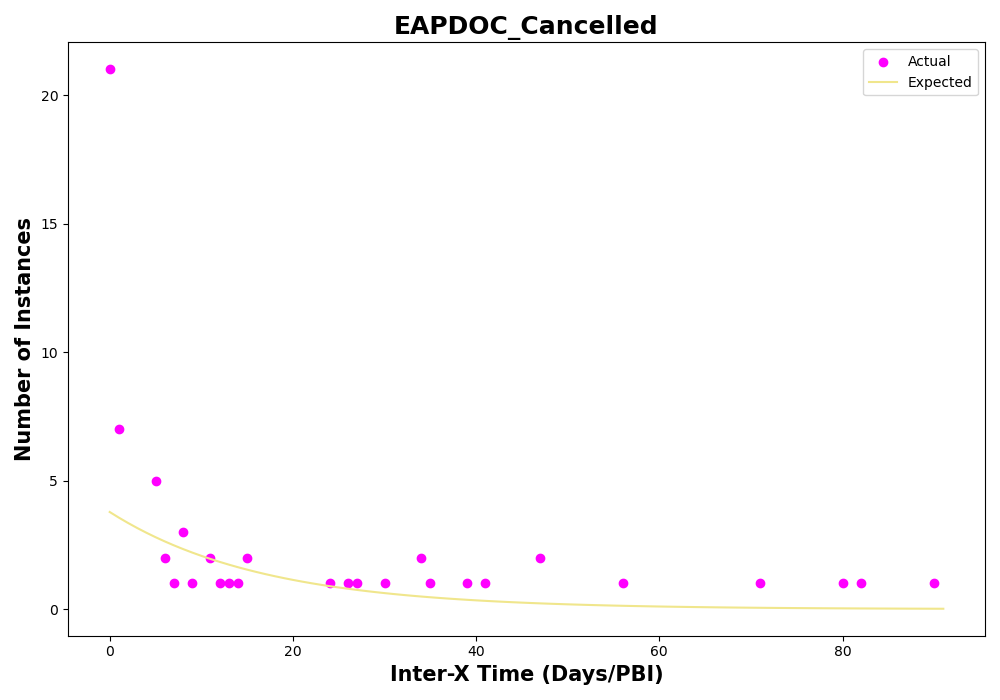 EAPDOC_Cancelled
Actual
Expected
Number of Instances
20
15
10
5
0
0
20
40
60
80
Inter-X Time (Days/PBI)